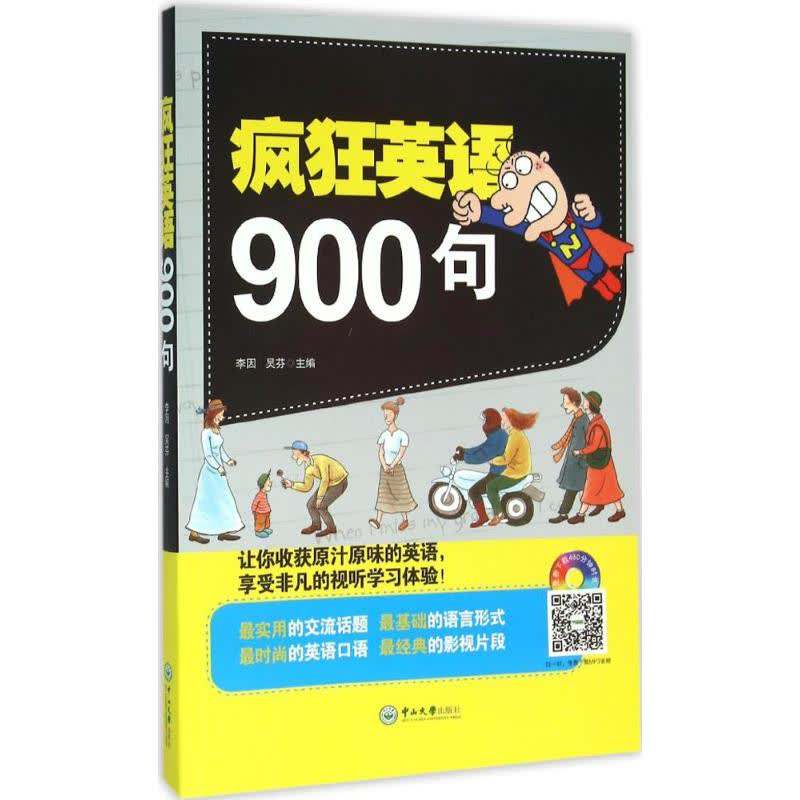 疯狂英语
900句
李因 吴芬◇主编
疯狂英语900句
让你收获原汁原味的英语,
享受非凡的视听学习体验!
最实用的交流话题 最基础的语言形式
最时尚的英语口语 最经典的影视片段
中山大学出版社